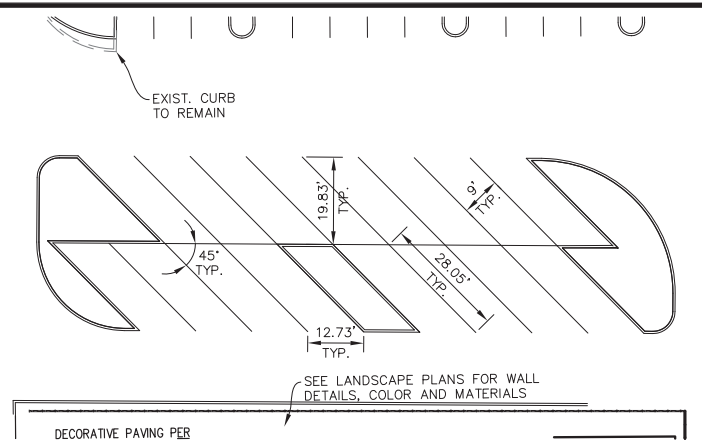 EXIST. CURB
TO REMAIN
19.83'
TYP.
9'
TYP.
45°
TYP.
28.05'
TYP.
12.73'
TYP.
SEE LANDSCAPE PLANS FOR WALL
DETAILS, COLOR AND MATERIALS
DECORATIVE PAVING PER